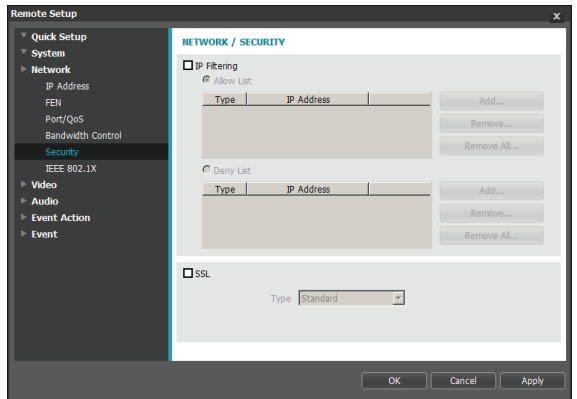 Remote Setup
x
Quick Setup
System
Network
IP Address
FEN
Port/QoS
Bandwidth Control
Security
IEEE 802.1X
Video
Audio
Event Action
Event
NETWORK / SECURITY
IP Filtering
Allow List
Type IP Address
Add...
Remove...
Remove All...
Deny List
Type IP Address
Add...
Remove...
Remove All...
SSL
Type Standard
OK Cancel Apply